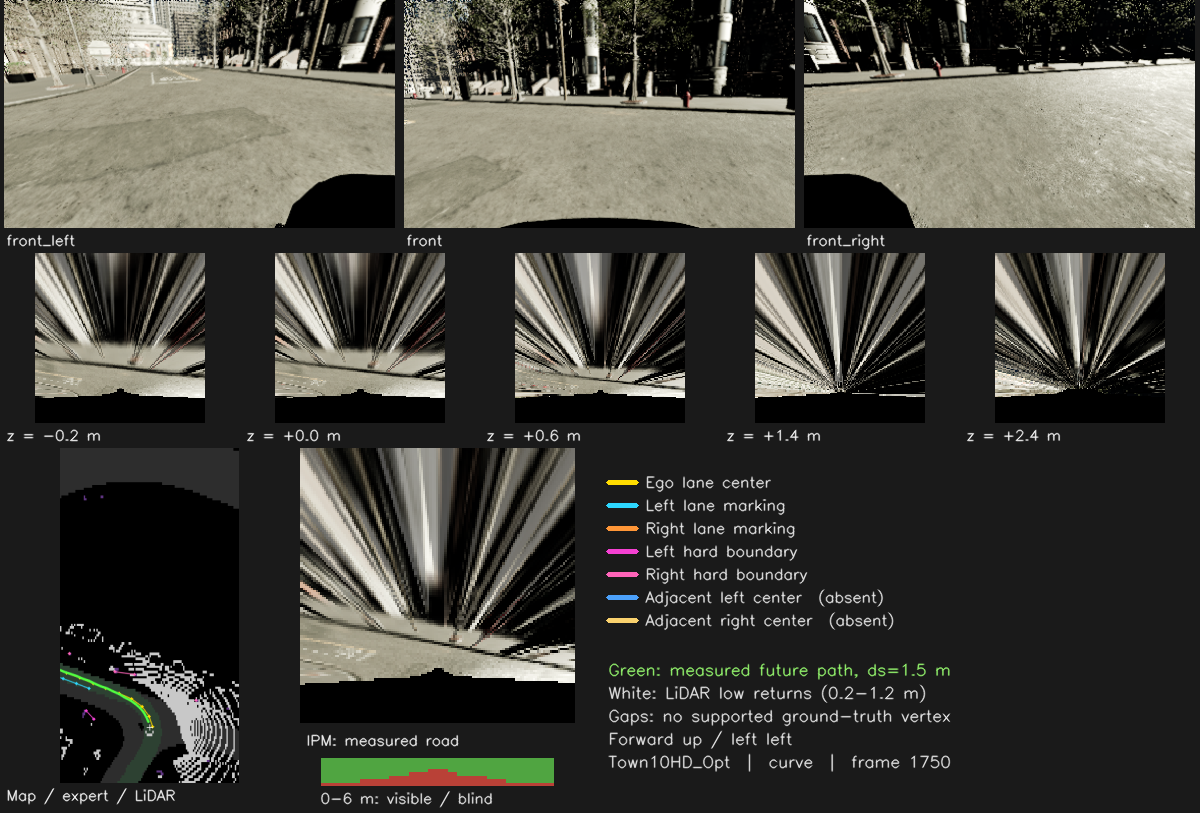 front_left
front
front_right
z = −0.2 m
z = +0.0 m
z = +0.6 m
z = +1.4 m
z = +2.4 m
Ego lane center
Left lane marking
Right lane marking
Left hard boundary
Right hard boundary
Adjacent left center (absent)
Adjacent right center (absent)
Green: measured future path, ds=1.5 m
White: LiDAR low returns (0.2−1.2 m)
Gaps: no supported ground−truth vertex
Forward up / left left
Town10HD_Opt | curve | frame 1750
IPM: measured road
0−6 m: visible / blind
Map / expert / LiDAR